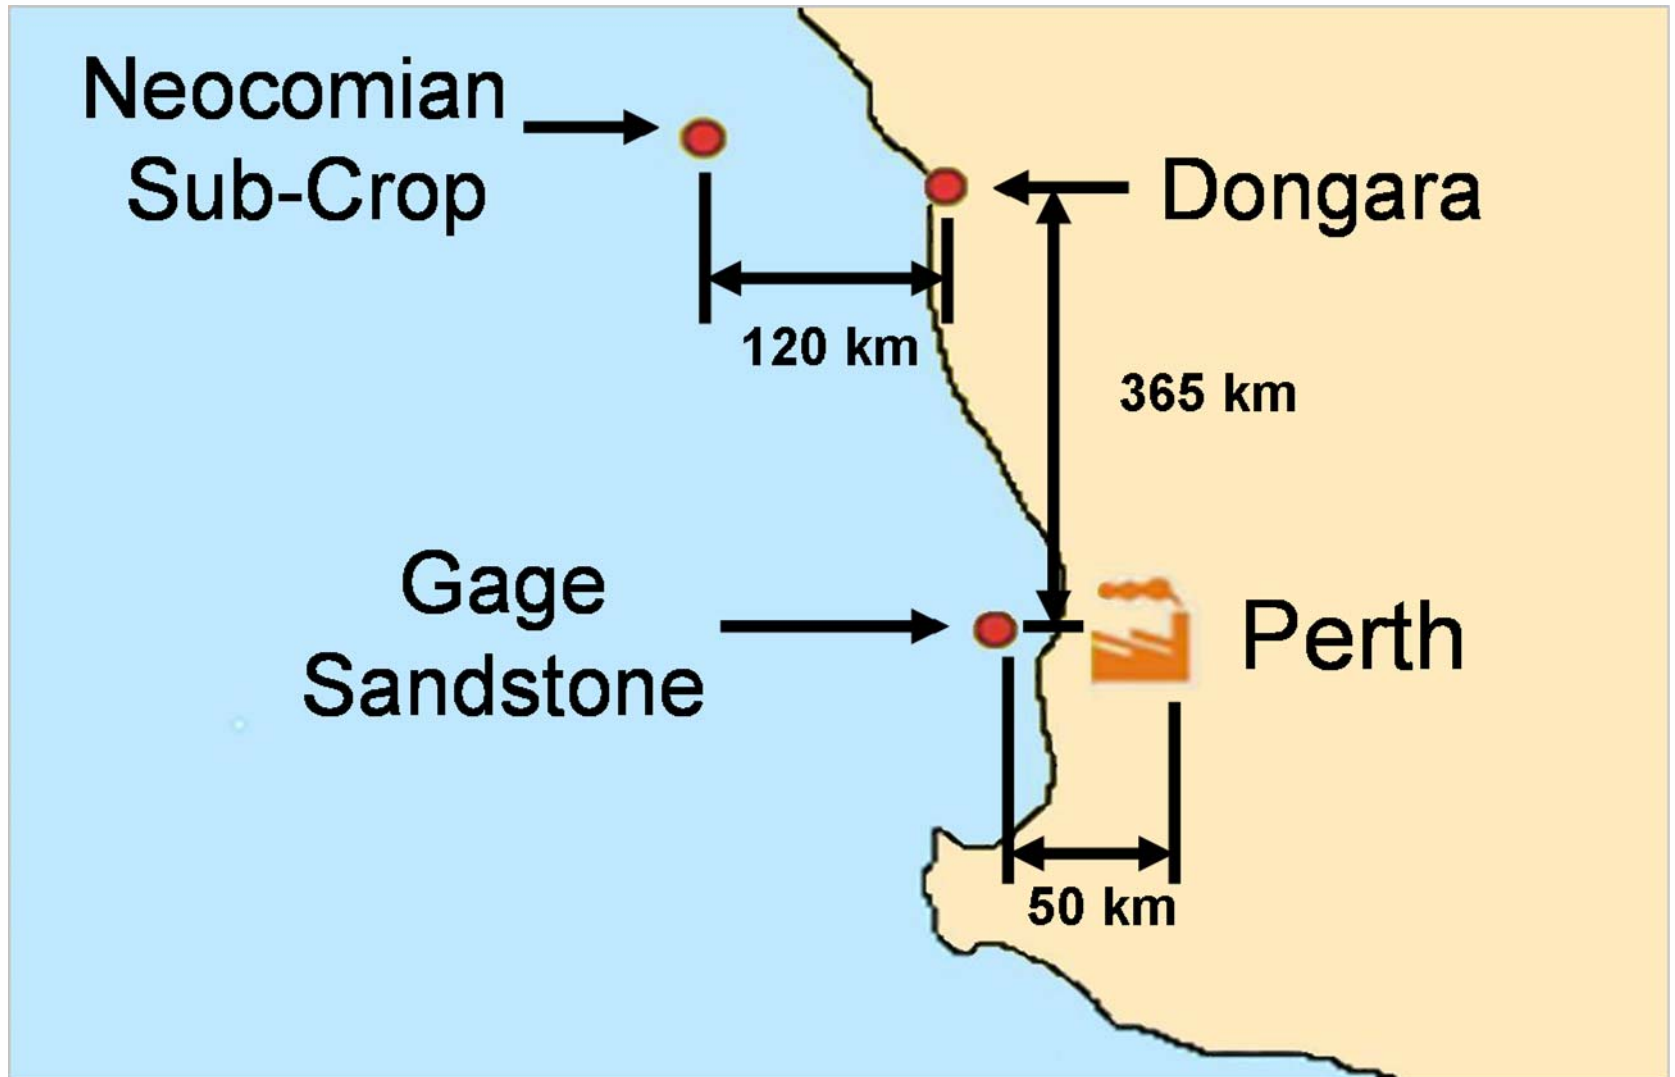 Neocomian
Sub-Crop
Dongara
120 km
365 km
Gage
Sandstone
Perth
50 km